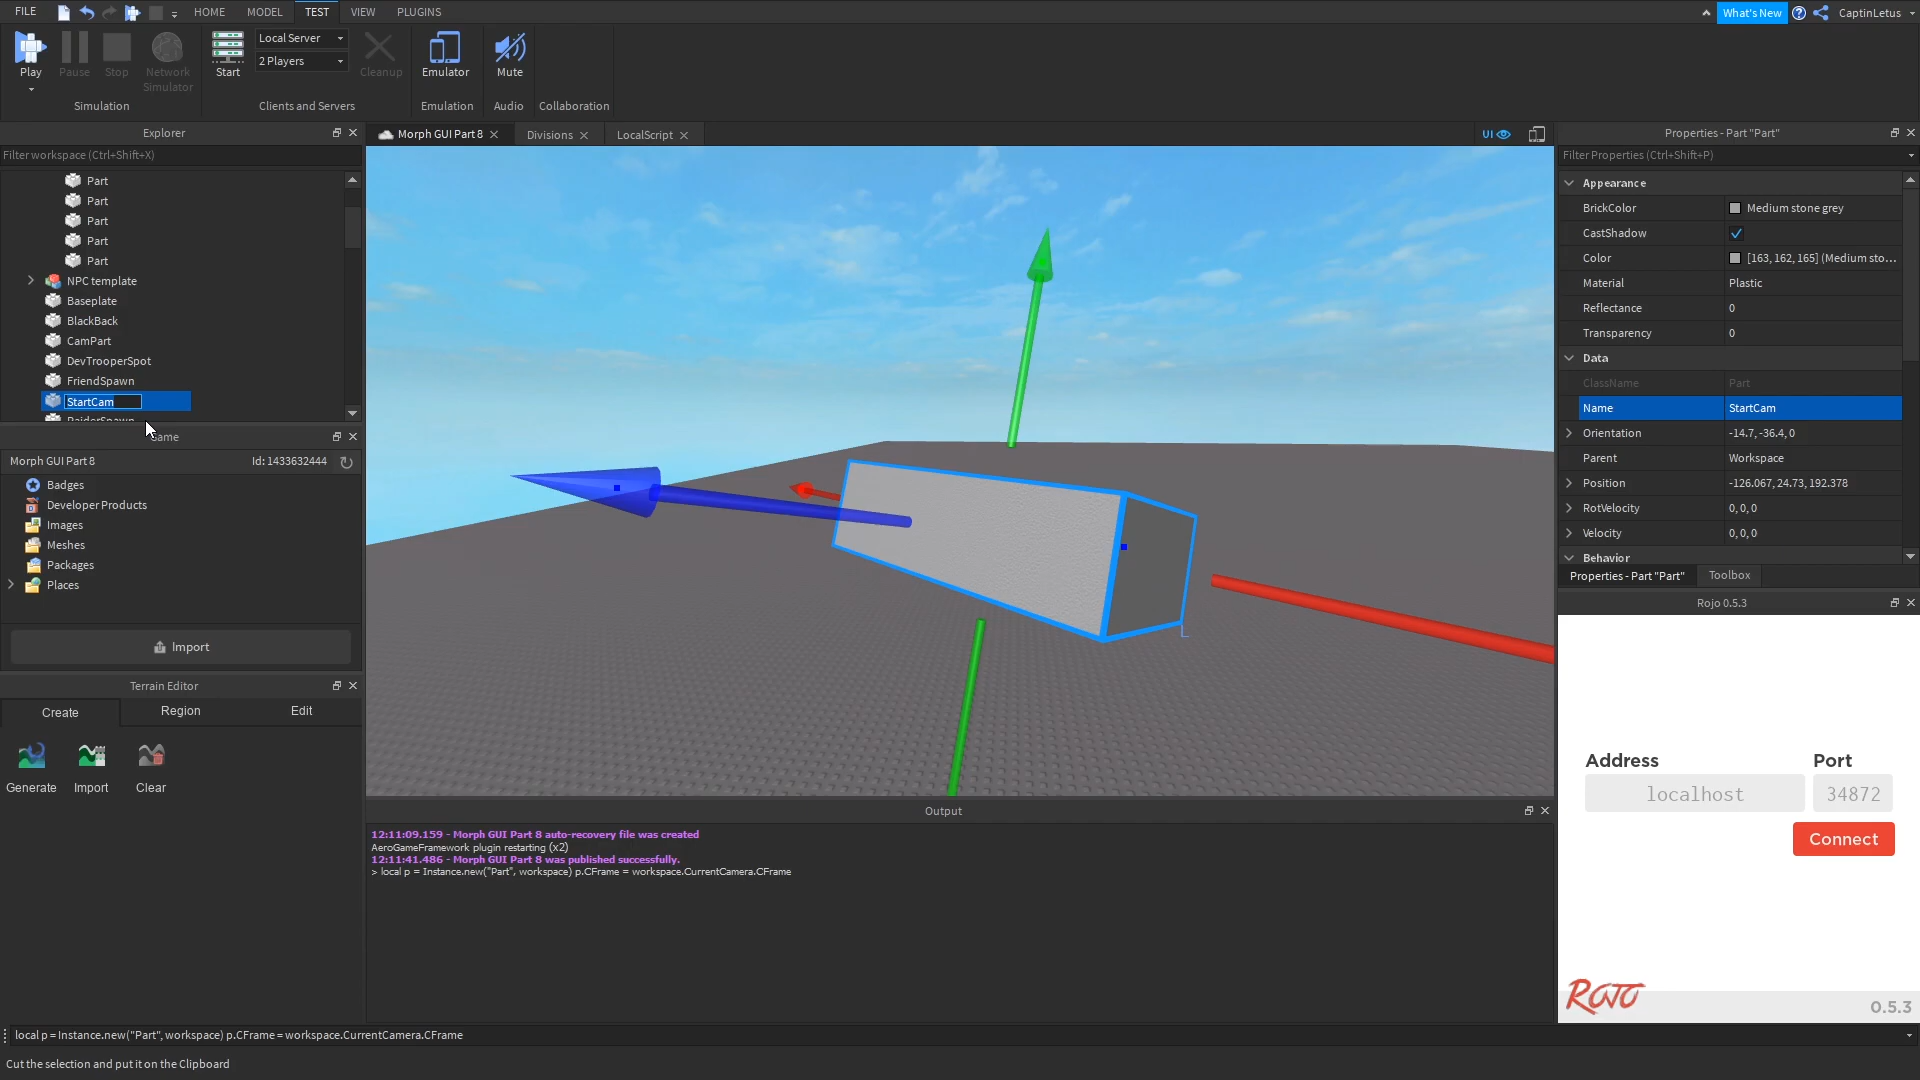 FILE
HOME
MODEL
TEST
VIEW
PLUGINS
What's New
CaptinLetus
Play
Pause
Stop
Network
Simulator
Simulation
Start
Local Server
2 Players
Cleanup
Clients and Servers
Emulator
Emulation
Mute
Audio
Collaboration
Explorer
Filter workspace (Ctrl+Shift+X)
Part
Part
Part
Part
Part
NPC template
Baseplate
BlackBack
CamPart
DevTrooperSpot
FriendSpawn
StartCam
RaiderSpawn
Game
Morph GUI Part 8
Id: 1433632444
Badges
Developer Products
Images
Meshes
Packages
Places
Import
Terrain Editor
Create
Region
Edit
Generate
Import
Clear
Morph GUI Part 8
Divisions
LocalScript
UI
L
Output
12:11:09.159 - Morph GUI Part 8 auto-recovery file was created
AeroGameFramework plugin restarting (x2)
12:11:41.486 - Morph GUI Part 8 was published successfully.
> local p = Instance.new("Part", workspace) p.CFrame = workspace.CurrentCamera.CFrame
Properties - Part "Part"
Filter Properties (Ctrl+Shift+P)
Appearance
BrickColor Medium stone grey
CastShadow
Color [163, 162, 165] (Medium sto...
Material Plastic
Reflectance 0
Transparency 0
Data
ClassName Part
Name StartCam
Orientation -14.7, -36.4, 0
Parent Workspace
Position -126.067, 24.73, 192.378
RotVelocity 0, 0, 0
Velocity 0, 0, 0
Behavior
Properties - Part "Part"
Toolbox
Rojo 0.5.3
Address
Port
localhost
34872
Connect
ROJO
0.5.3
local p = Instance.new("Part", workspace) p.CFrame = workspace.CurrentCamera.CFrame
Cut the selection and put it on the Clipboard